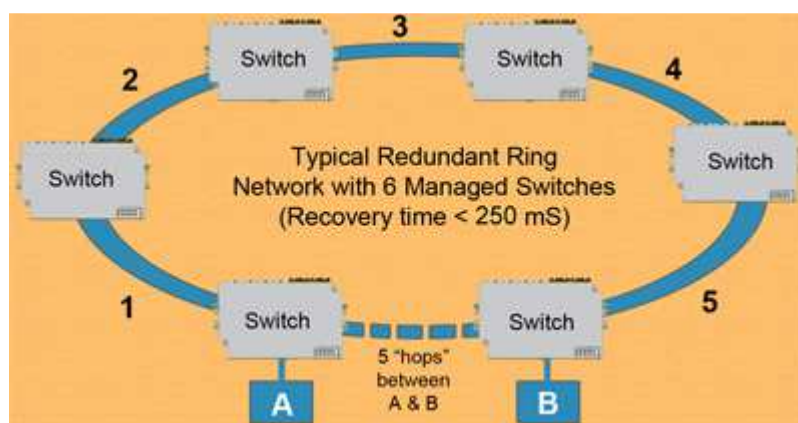 3
Switch
Switch
2
4
Switch
Switch
Typical Redundant Ring
Network with 6 Managed Switches
(Recovery time < 250 mS)
1
5
Switch
Switch
5 "hops"
between
A & B
A
B